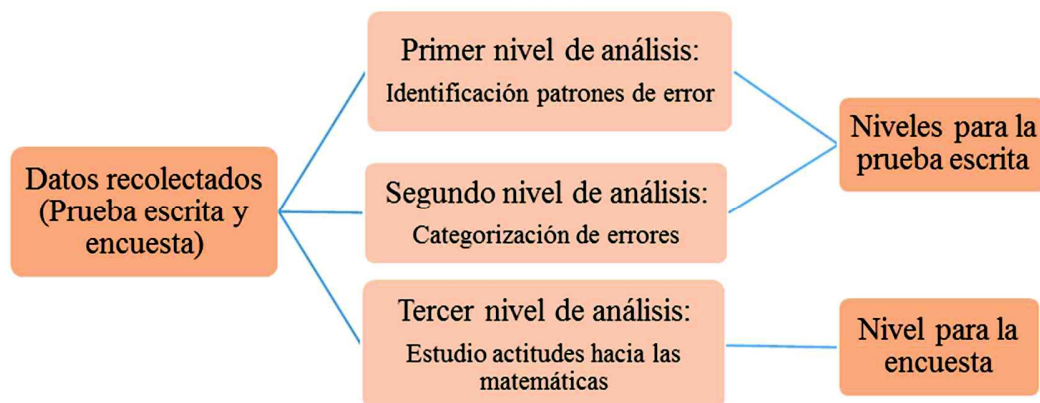 Datos recolectados
(Prueba escrita y
encuesta)
Primer nivel de análisis:
Identificación patrones de error
Segundo nivel de análisis:
Categorización de errores
Tercer nivel de análisis:
Estudio actitudes hacia las
matemáticas
Niveles para la
prueba escrita
Nivel para la
encuesta